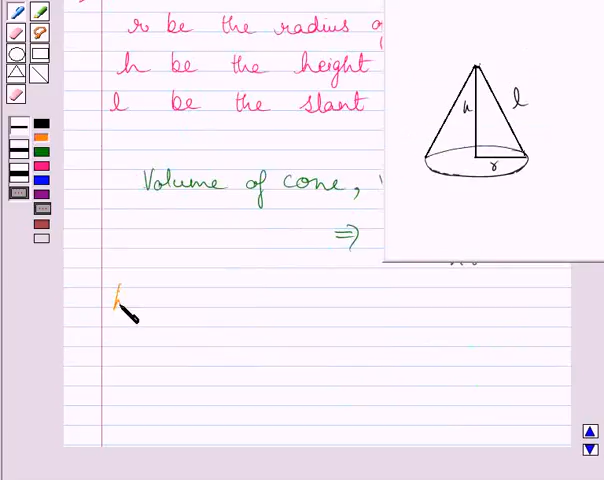 r be the radius
h be the height
l be the slant
Volume of cone,
⇒
h
l
r